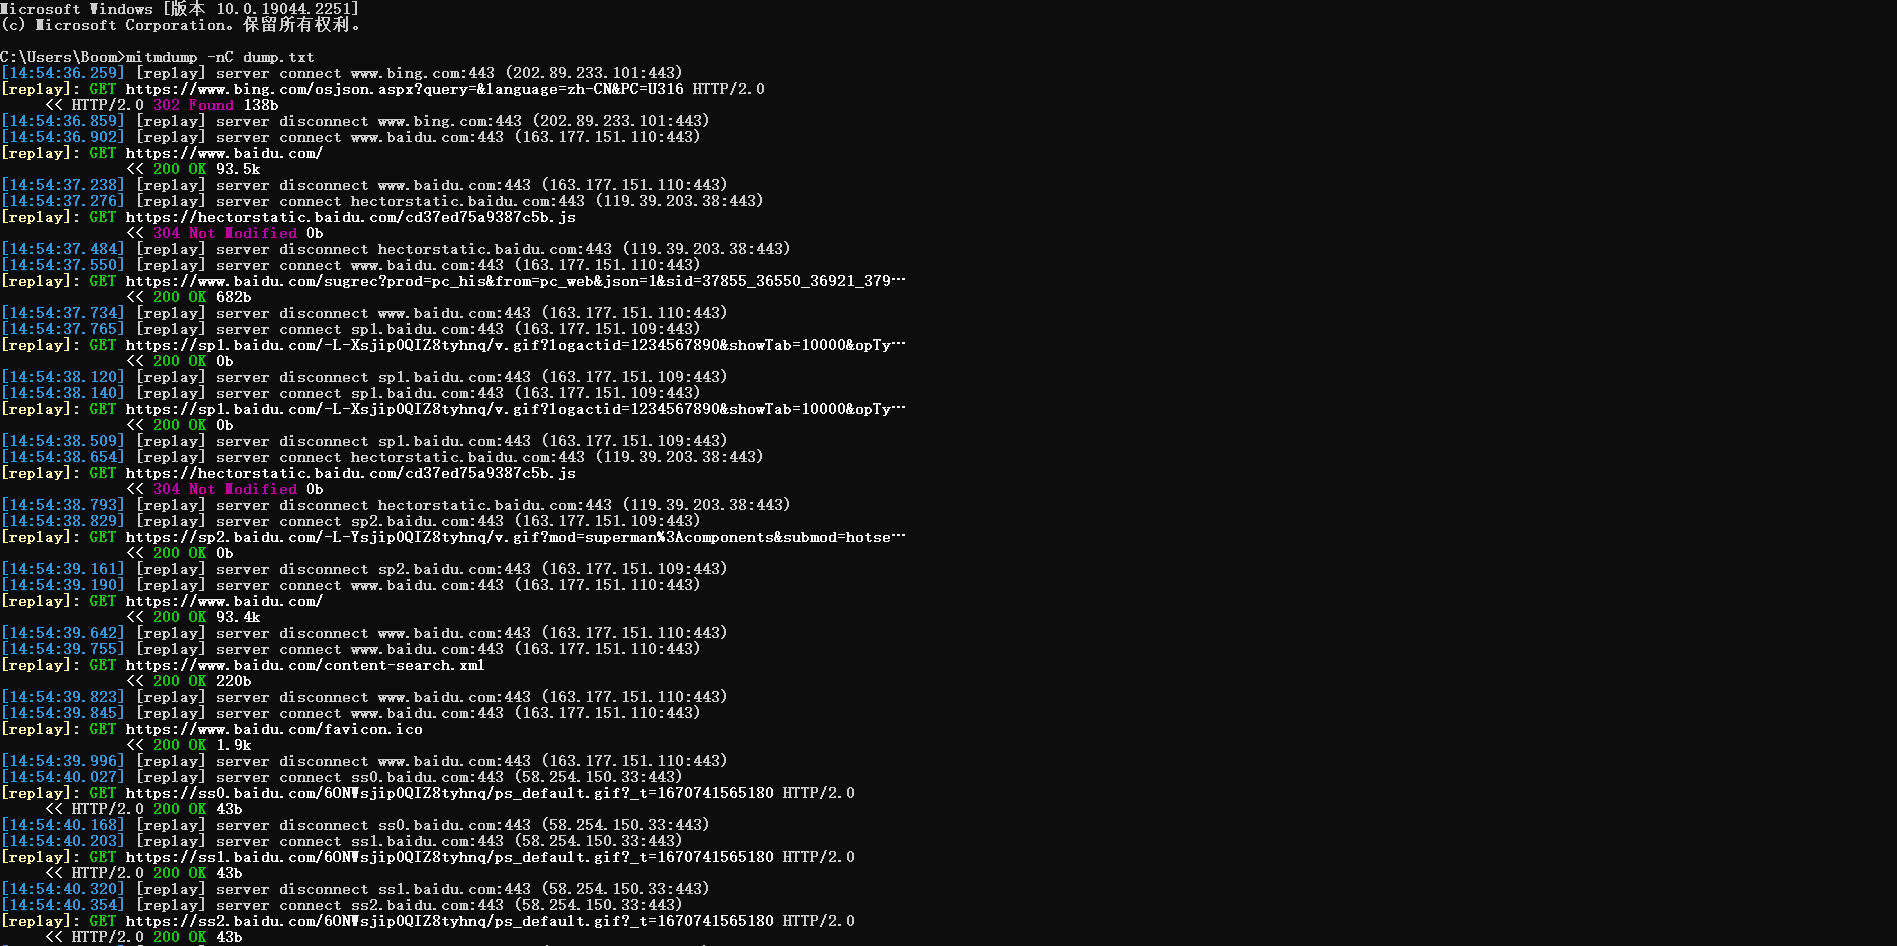 Microsoft Windows [版本 10.0.19044.2251]
(c) Microsoft Corporation。保留所有权利。
C:\Users\Boom>mitmdump -nC dump.txt
[14:54:36.259] [replay] server connect www.bing.com:443 (202.89.233.101:443)
[replay]: GET https://www.bing.com/osjson.aspx?query=&language=zh-CN&PC=U316 HTTP/2.0
<< HTTP/2.0 302 Found 138b
[14:54:36.859] [replay] server disconnect www.bing.com:443 (202.89.233.101:443)
[14:54:36.902] [replay] server connect www.baidu.com:443 (163.177.151.110:443)
[replay]: GET https://www.baidu.com/
<< 200 OK 93.5k
[14:54:37.238] [replay] server disconnect www.baidu.com:443 (163.177.151.110:443)
[14:54:37.276] [replay] server connect hectorstatic.baidu.com:443 (119.39.203.38:443)
[replay]: GET https://hectorstatic.baidu.com/cd37ed75a9387c5b.js
<< 304 Not Modified 0b
[14:54:37.484] [replay] server disconnect hectorstatic.baidu.com:443 (119.39.203.38:443)
[14:54:37.550] [replay] server connect www.baidu.com:443 (163.177.151.110:443)
[replay]: GET https://www.baidu.com/sugrec?prod=pc_his&from=pc_web&json=1&sid=37855_36550_36921_379…
<< 200 OK 682b
[14:54:37.734] [replay] server disconnect www.baidu.com:443 (163.177.151.110:443)
[14:54:37.765] [replay] server connect sp1.baidu.com:443 (163.177.151.109:443)
[replay]: GET https://sp1.baidu.com/-L-Xsjip0QIZ8tyhnq/v.gif?logactid=1234567890&showTab=10000&opTy…
<< 200 OK 0b
[14:54:38.120] [replay] server disconnect sp1.baidu.com:443 (163.177.151.109:443)
[14:54:38.140] [replay] server connect sp1.baidu.com:443 (163.177.151.109:443)
[replay]: GET https://sp1.baidu.com/-L-Xsjip0QIZ8tyhnq/v.gif?logactid=1234567890&showTab=10000&opTy…
<< 200 OK 0b
[14:54:38.509] [replay] server disconnect sp1.baidu.com:443 (163.177.151.109:443)
[14:54:38.654] [replay] server connect hectorstatic.baidu.com:443 (119.39.203.38:443)
[replay]: GET https://hectorstatic.baidu.com/cd37ed75a9387c5b.js
<< 304 Not Modified 0b
[14:54:38.793] [replay] server disconnect hectorstatic.baidu.com:443 (119.39.203.38:443)
[14:54:38.829] [replay] server connect sp2.baidu.com:443 (163.177.151.109:443)
[replay]: GET https://sp2.baidu.com/-L-Ysjip0QIZ8tyhnq/v.gif?mod=superman%3Acomponents&submod=hotse…
<< 200 OK 0b
[14:54:39.161] [replay] server disconnect sp2.baidu.com:443 (163.177.151.109:443)
[14:54:39.190] [replay] server connect www.baidu.com:443 (163.177.151.110:443)
[replay]: GET https://www.baidu.com/
<< 200 OK 93.4k
[14:54:39.642] [replay] server disconnect www.baidu.com:443 (163.177.151.110:443)
[14:54:39.755] [replay] server connect www.baidu.com:443 (163.177.151.110:443)
[replay]: GET https://www.baidu.com/content-search.xml
<< 200 OK 220b
[14:54:39.823] [replay] server disconnect www.baidu.com:443 (163.177.151.110:443)
[14:54:39.845] [replay] server connect www.baidu.com:443 (163.177.151.110:443)
[replay]: GET https://www.baidu.com/favicon.ico
<< 200 OK 1.9k
[14:54:39.996] [replay] server disconnect www.baidu.com:443 (163.177.151.110:443)
[14:54:40.027] [replay] server connect ss0.baidu.com:443 (58.254.150.33:443)
[replay]: GET https://ss0.baidu.com/6ONWsjip0QIZ8tyhnq/ps_default.gif?_t=1670741565180 HTTP/2.0
<< HTTP/2.0 200 OK 43b
[14:54:40.168] [replay] server disconnect ss0.baidu.com:443 (58.254.150.33:443)
[14:54:40.203] [replay] server connect ss1.baidu.com:443 (58.254.150.33:443)
[replay]: GET https://ss1.baidu.com/6ONWsjip0QIZ8tyhnq/ps_default.gif?_t=1670741565180 HTTP/2.0
<< HTTP/2.0 200 OK 43b
[14:54:40.320] [replay] server disconnect ss1.baidu.com:443 (58.254.150.33:443)
[14:54:40.354] [replay] server connect ss2.baidu.com:443 (58.254.150.33:443)
[replay]: GET https://ss2.baidu.com/6ONWsjip0QIZ8tyhnq/ps_default.gif?_t=1670741565180 HTTP/2.0
<< HTTP/2.0 200 OK 43b